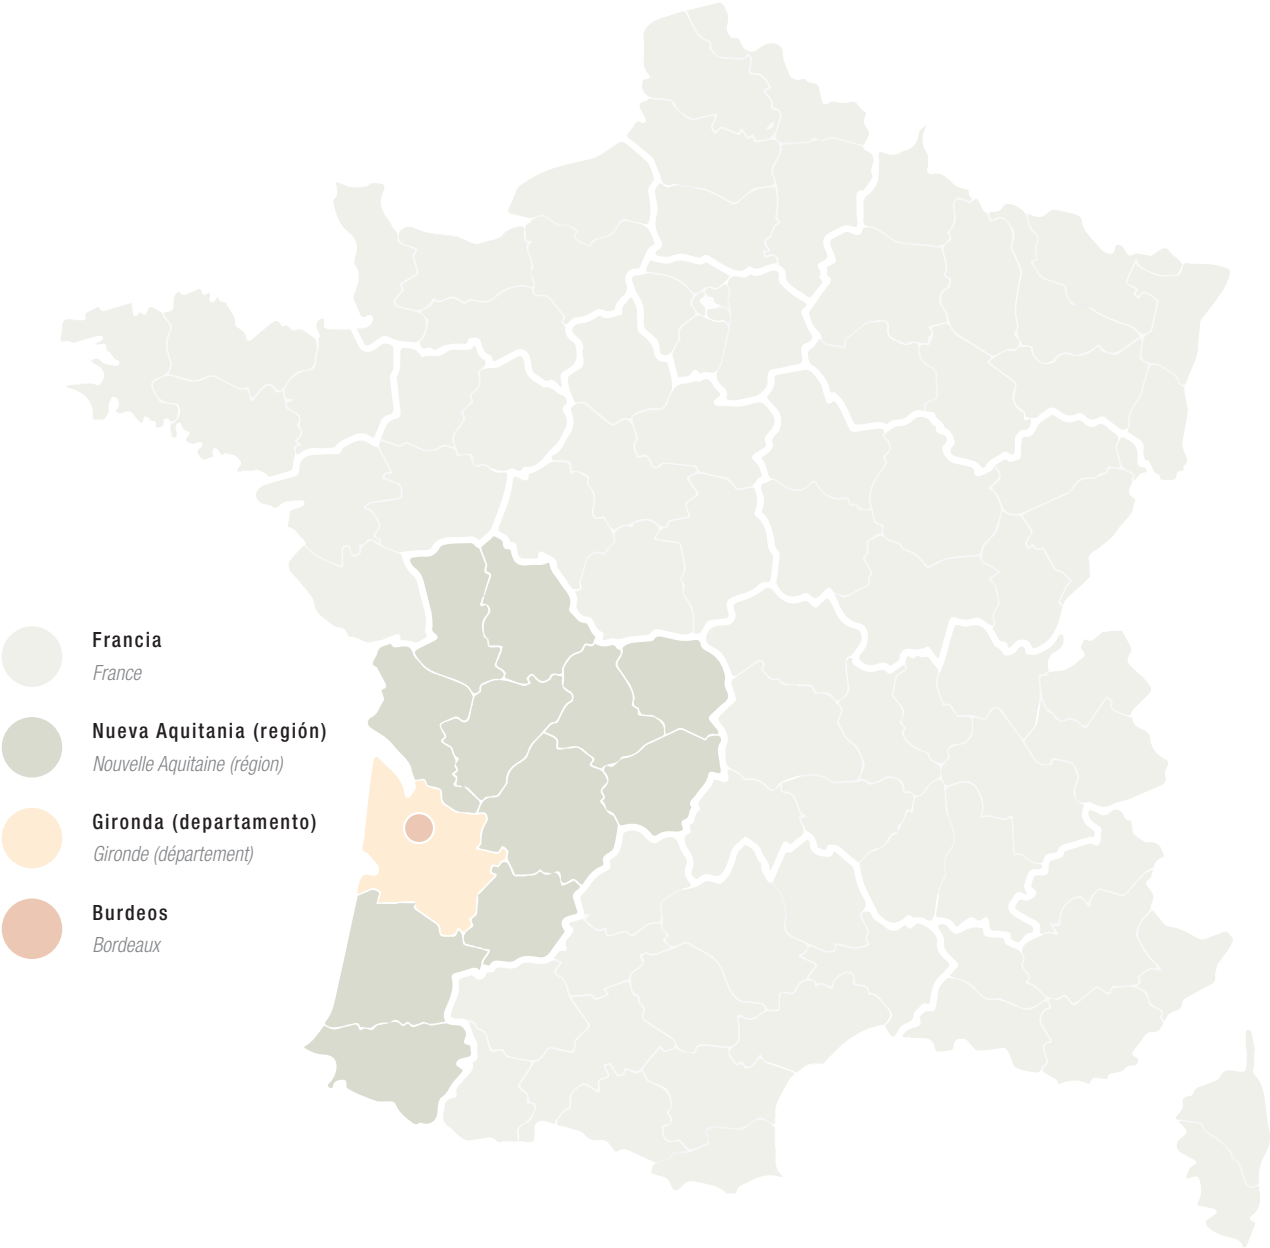 Francia
France
Nueva Aquitania (región)
Nouvelle Aquitaine (région)
Gironda (departamento)
Gironde (département)
Burdeos
Bordeaux